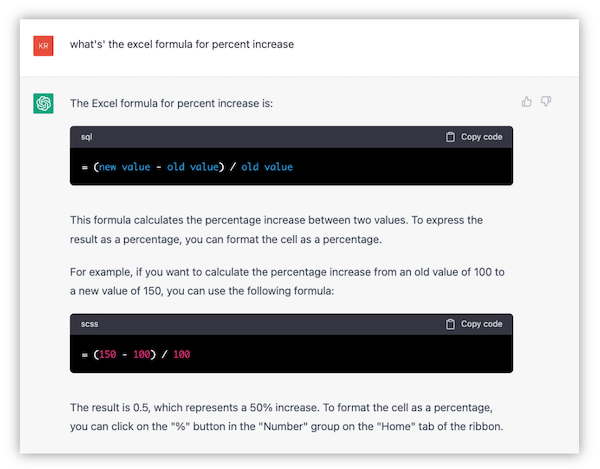 KR
what's' the excel formula for percent increase
The Excel formula for percent increase is:
sql
Copy code
= (new value - old value) / old value
This formula calculates the percentage increase between two values. To express the
result as a percentage, you can format the cell as a percentage.
For example, if you want to calculate the percentage increase from an old value of 100 to
a new value of 150, you can use the following formula:
scss
Copy code
= (150 - 100) / 100
The result is 0.5, which represents a 50% increase. To format the cell as a percentage,
you can click on the "%" button in the "Number" group on the "Home" tab of the ribbon.